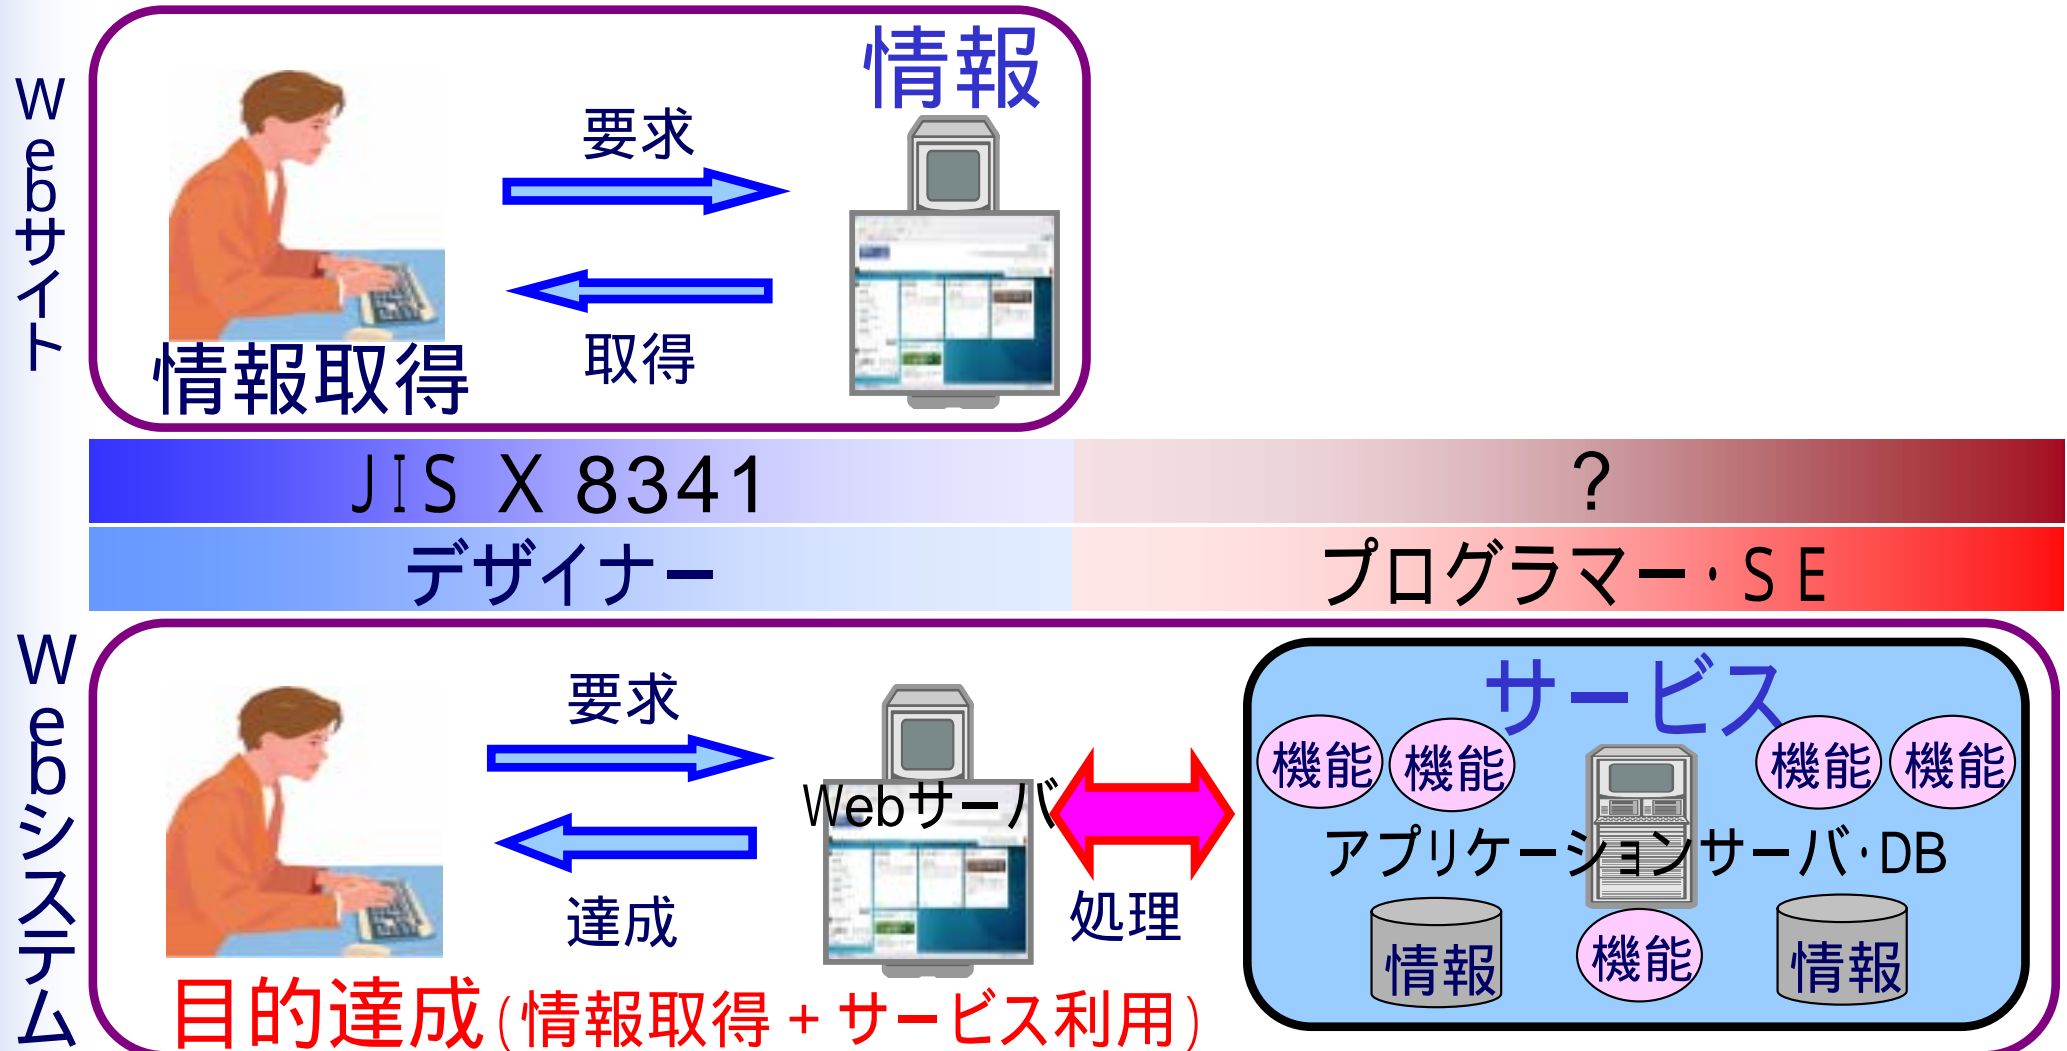 Webサイト
情報
要求
取得
情報取得
JIS X 8341
?
デザイナー
プログラマー・SE
Webシステム
要求
達成
Webサーバ
処理
サービス
機能
機能
機能
機能
アプリケーションサーバ・DB
情報
機能
情報
目的達成(情報取得+サービス利用)